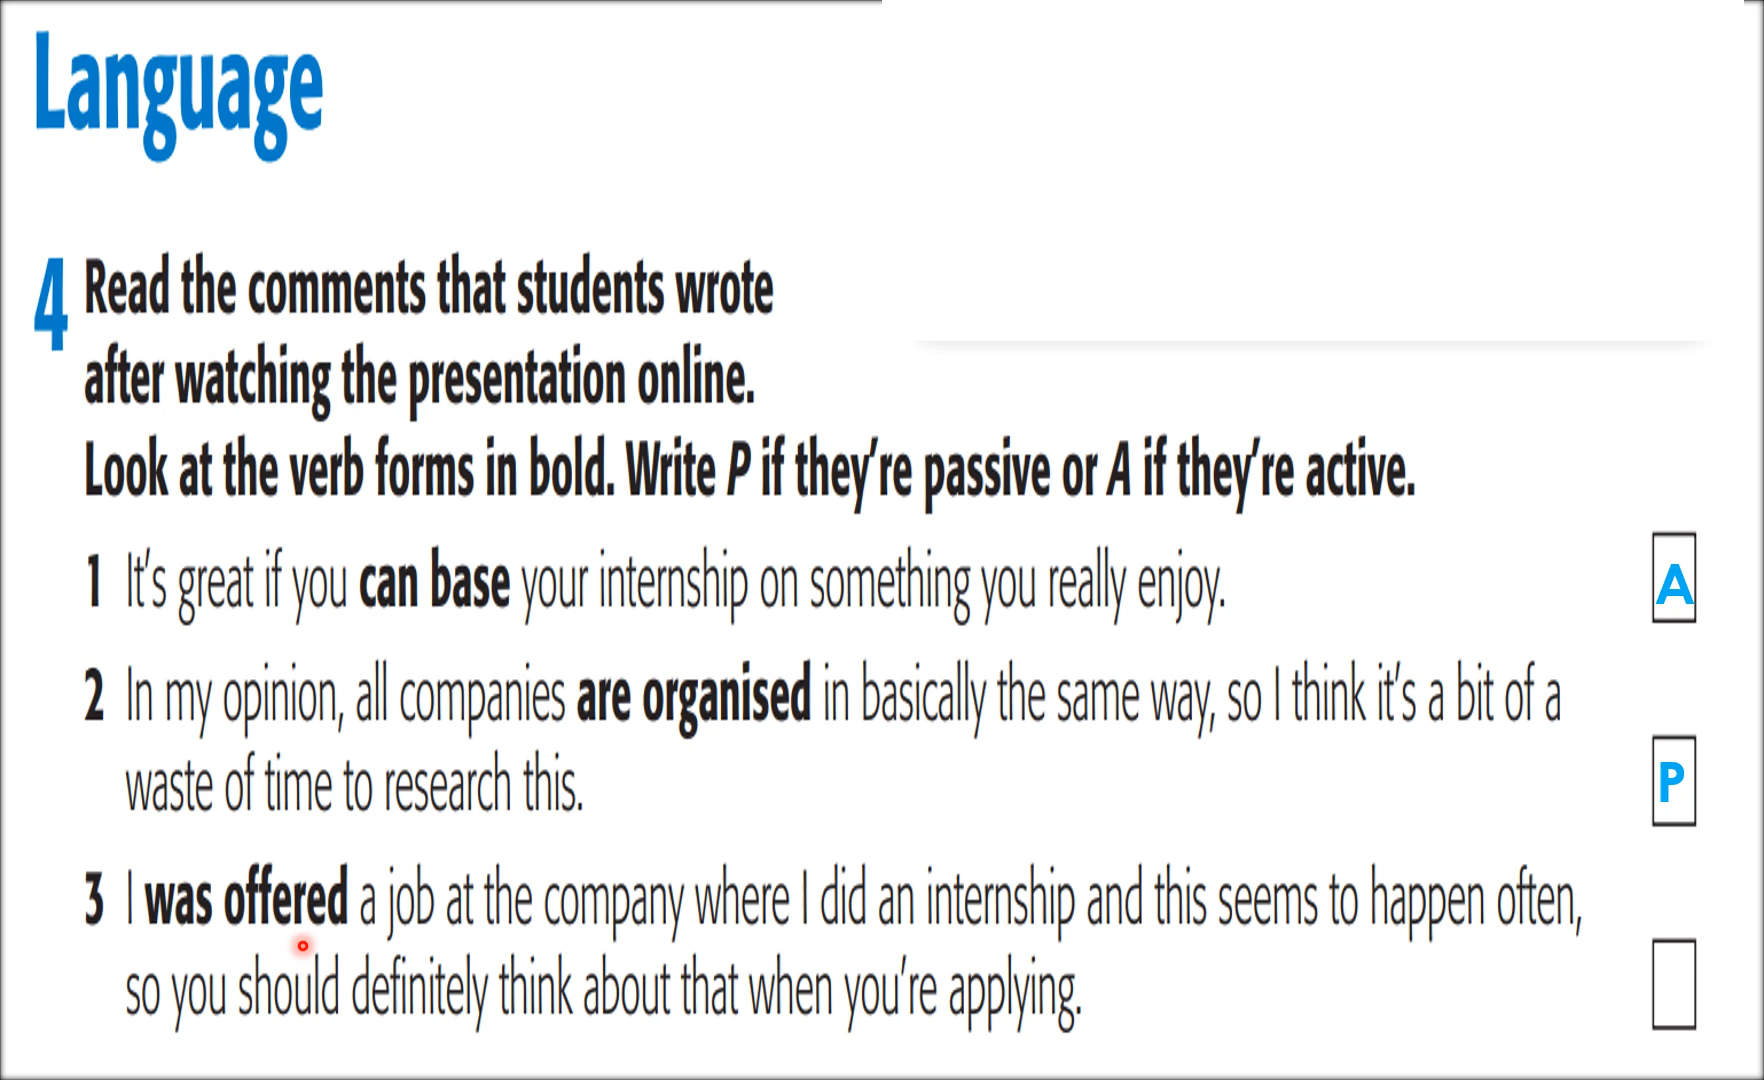 Language
4 Read the comments that students wrote
after watching the presentation online.
Look at the verb forms in bold. Write P if they're passive or A if they're active.
1 It's great if you can base your internship on something you really enjoy. A
2 In my opinion, all companies are organised in basically the same way, so I think it's a bit of a
waste of time to research this. P
3 I was offered a job at the company where I did an internship and this seems to happen often,
so you should definitely think about that when you're applying.